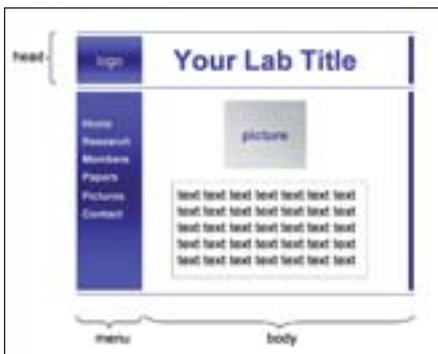 head
logo
Your Lab Title
Home
Research
Members
Papers
Pictures
Contact
picture
text text text text text text text
text text text text text text text
text text text text text text text
text text text text text text text
text text text text text text text
menu
body